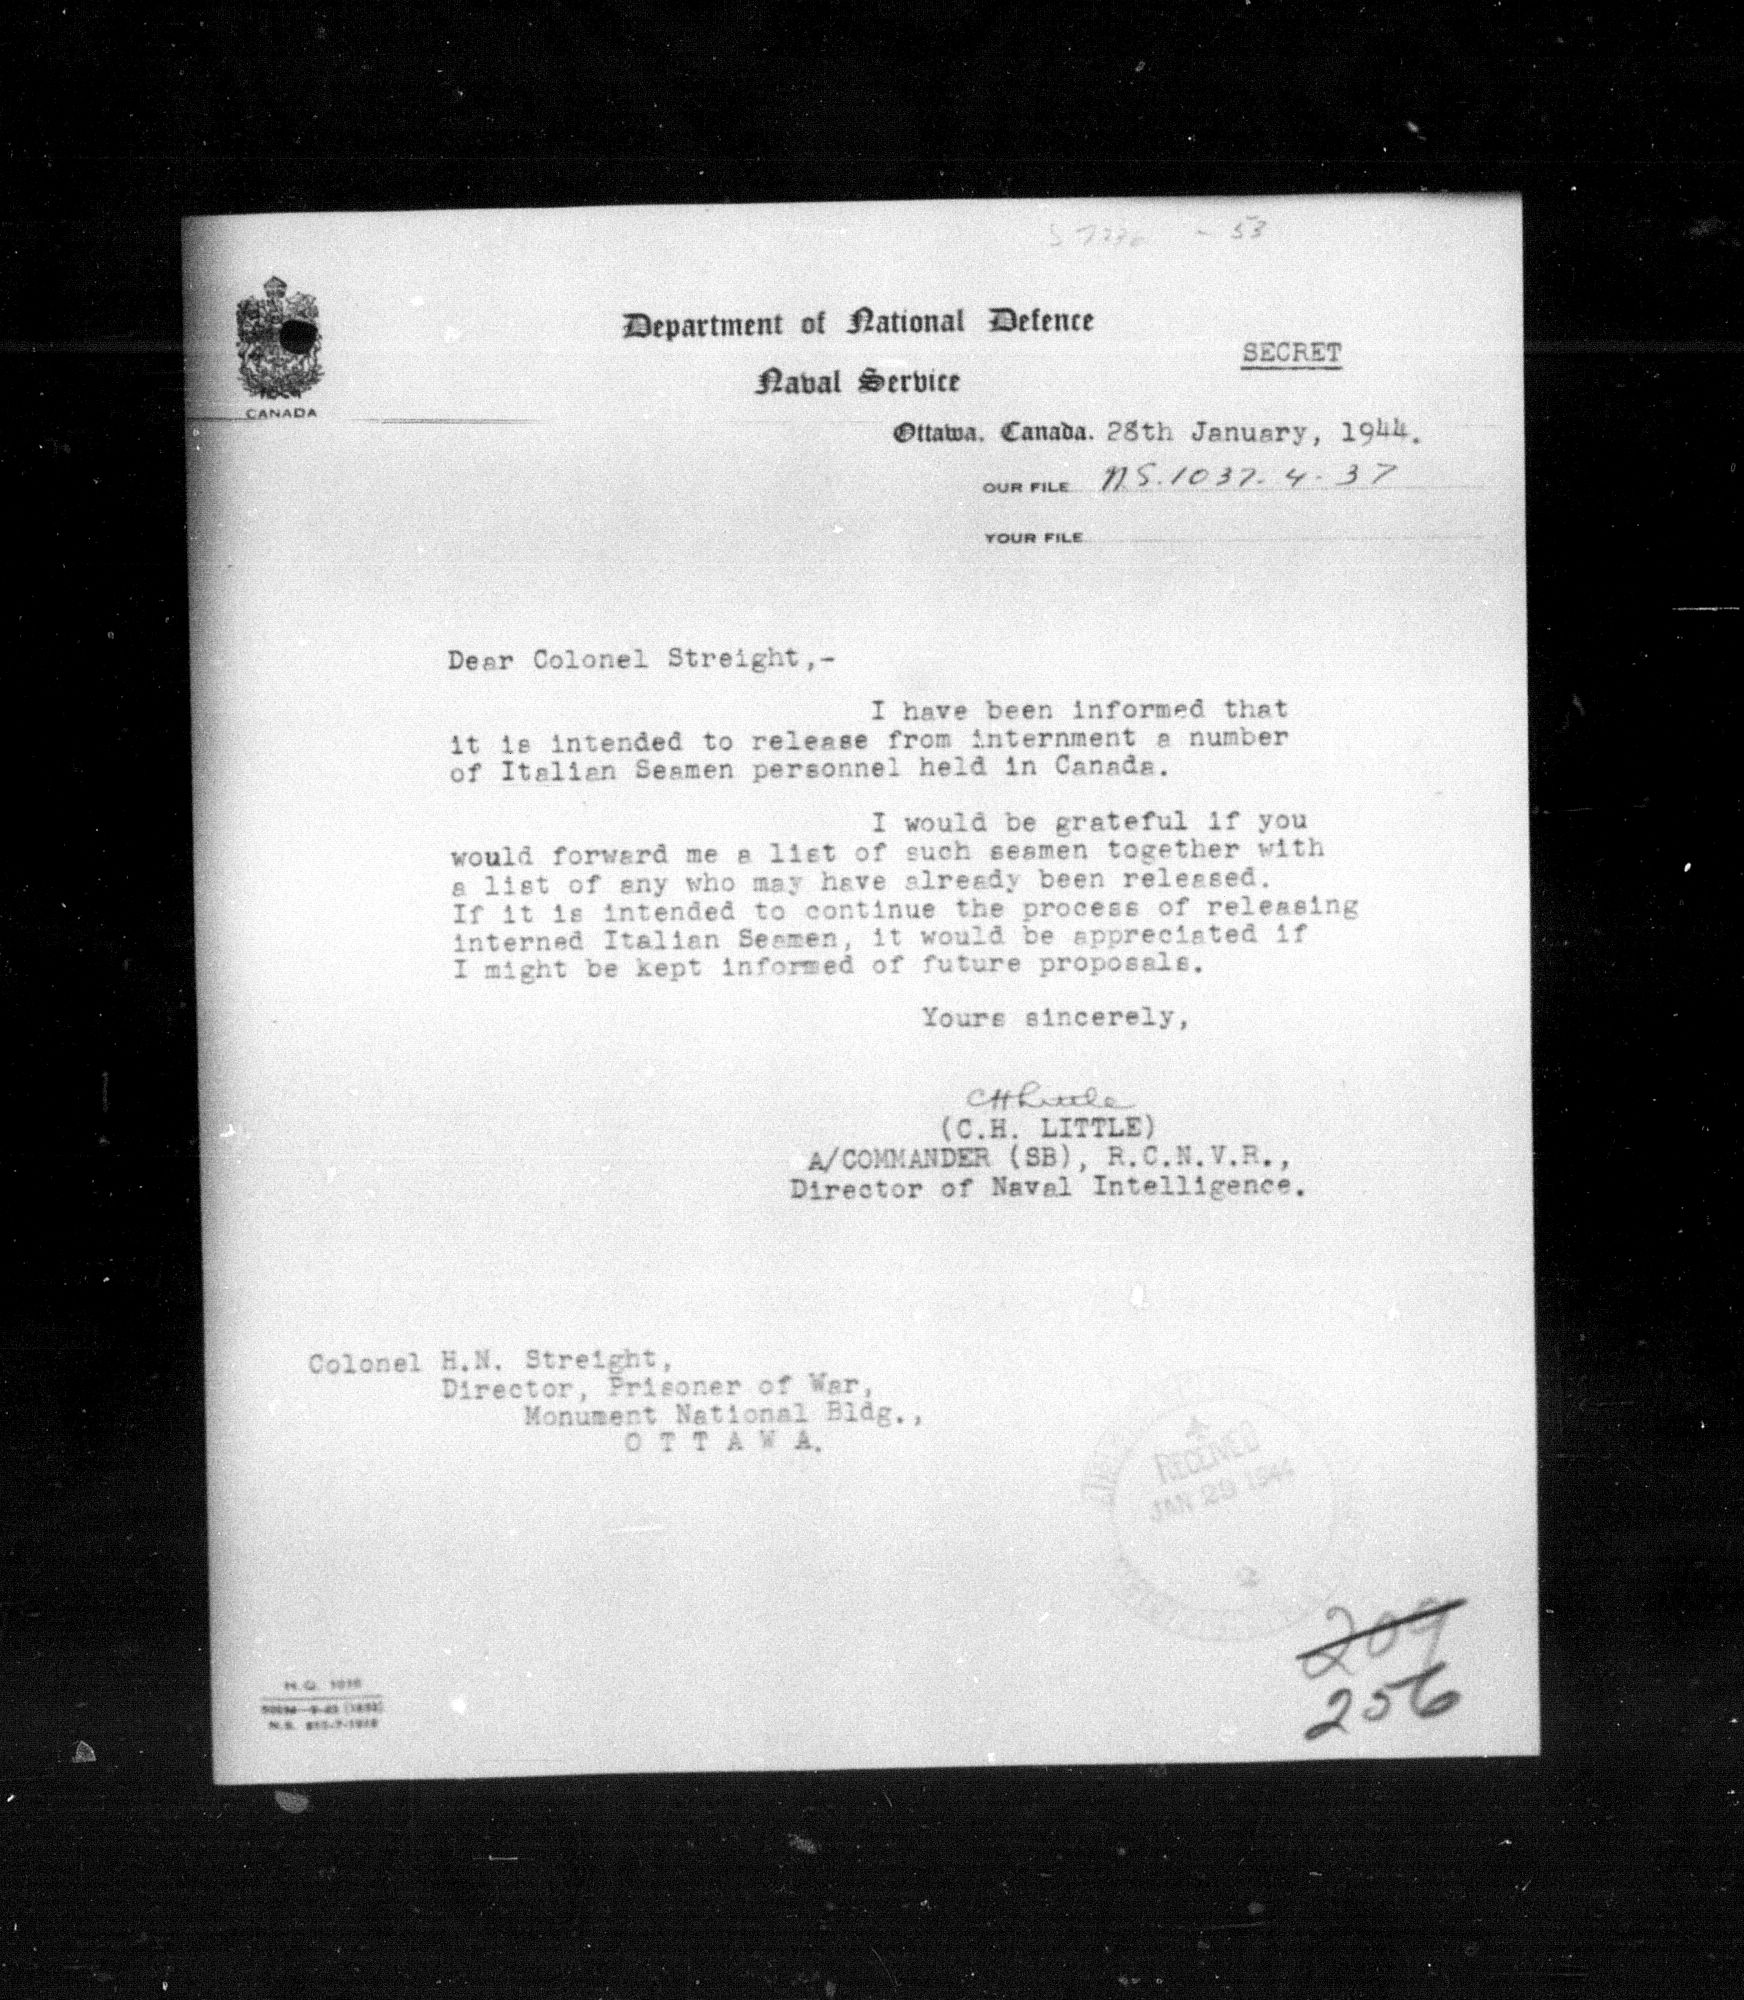 - 53
Department of National Defence
SECRET
Naval Service
CANADA
Ottawa, Canada. 28th January, 1944.
OUR FILE N.S. 1037-4-37
YOUR FILE
Dear Colonel Streight,-
I have been informed that
it is intended to release from internment a number
of Italian Seamen personnel held in Canada.
I would be grateful if you
would forward me a list of such seamen together with
a list of any who may have already been released.
If it is intended to continue the process of releasing
interned Italian Seamen, it would be appreciated if
I might be kept informed of future proposals.
Yours sincerely,
CHLittle
(C.H. LITTLE)
A/COMMANDER (SB), R.C.N.V.R.,
Director of Naval Intelligence.
Colonel H.N. Streight,
Director, Prisoner of War,
Monument National Bldg.,
O T T A W A.
RECEIVED
JAN 29 1944
2
209
256
H.Q. 1016